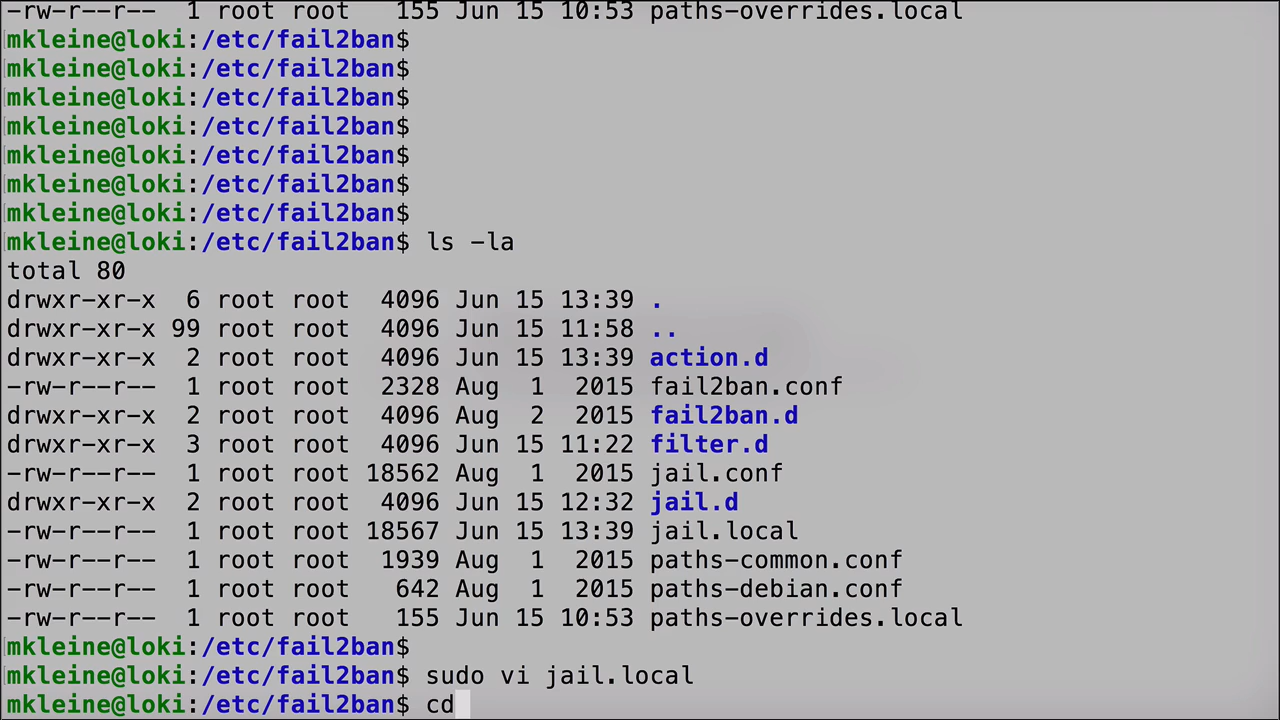 -rw-r--r-- 1 root root 155 Jun 15 10:53 paths-overrides.local
mkleine@loki:/etc/fail2ban$
mkleine@loki:/etc/fail2ban$
mkleine@loki:/etc/fail2ban$
mkleine@loki:/etc/fail2ban$
mkleine@loki:/etc/fail2ban$
mkleine@loki:/etc/fail2ban$
mkleine@loki:/etc/fail2ban$
mkleine@loki:/etc/fail2ban$ ls -la
total 80
drwxr-xr-x 6 root root 4096 Jun 15 13:39 .
drwxr-xr-x 99 root root 4096 Jun 15 11:58 ..
drwxr-xr-x 2 root root 4096 Jun 15 13:39 action.d
-rw-r--r-- 1 root root 2328 Aug 1 2015 fail2ban.conf
drwxr-xr-x 2 root root 4096 Aug 2 2015 fail2ban.d
drwxr-xr-x 3 root root 4096 Jun 15 11:22 filter.d
-rw-r--r-- 1 root root 18562 Aug 1 2015 jail.conf
drwxr-xr-x 2 root root 4096 Jun 15 12:32 jail.d
-rw-r--r-- 1 root root 18567 Jun 15 13:39 jail.local
-rw-r--r-- 1 root root 1939 Aug 1 2015 paths-common.conf
-rw-r--r-- 1 root root 642 Aug 1 2015 paths-debian.conf
-rw-r--r-- 1 root root 155 Jun 15 10:53 paths-overrides.local
mkleine@loki:/etc/fail2ban$
mkleine@loki:/etc/fail2ban$ sudo vi jail.local
mkleine@loki:/etc/fail2ban$ cd